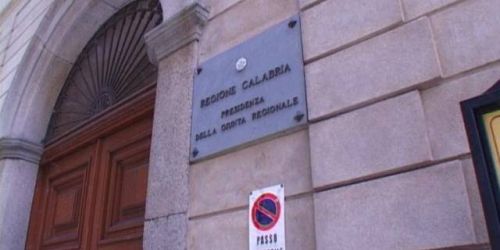 REGIONE CALABRIA
PRESIDENZA
DELLA GIUNTA REGIONALE
PASSO